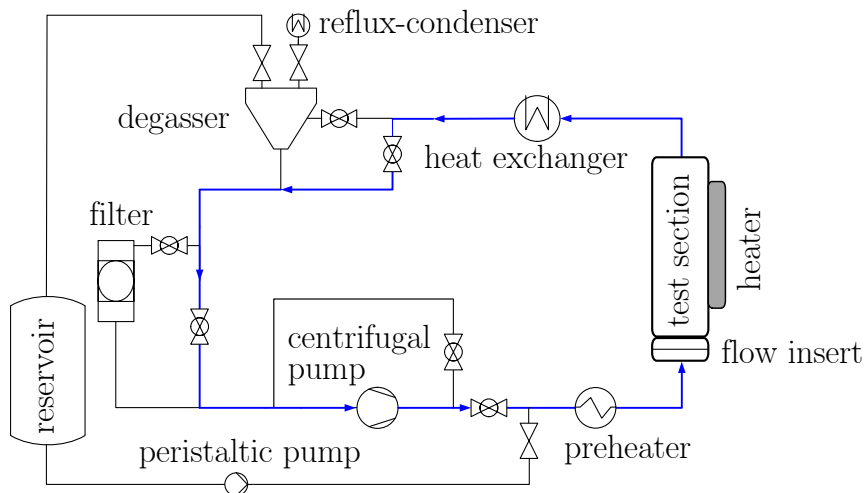 reflux-condenser
degasser
heat exchanger
filter
test section
heater
reservoir
centrifugal
pump
flow insert
preheater
peristaltic pump